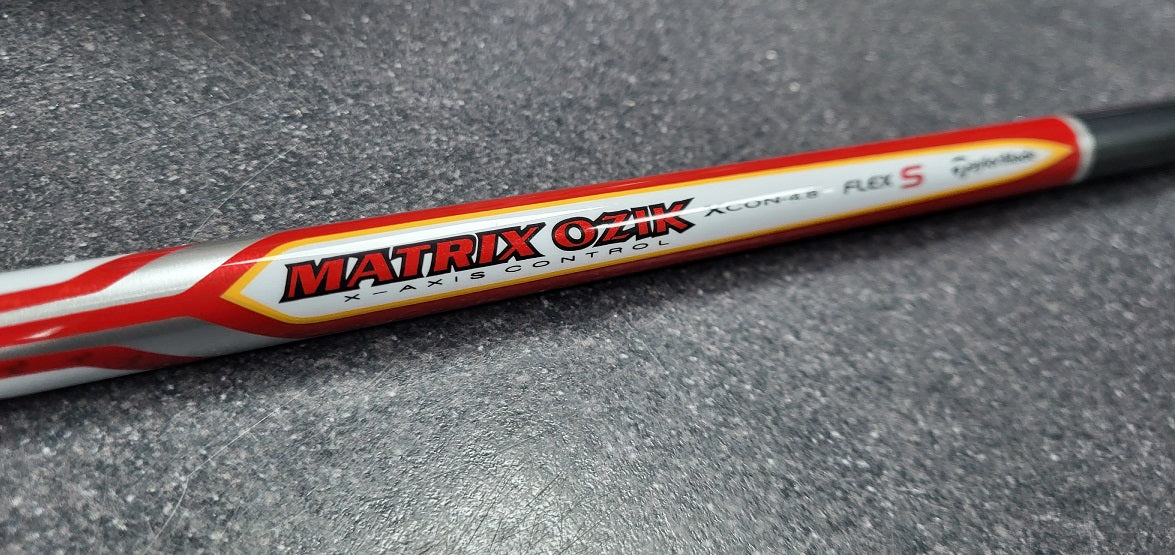 MATRIX OZIK XCON-4.8 FLEX S TaylorMade
X-AXIS CONTROL